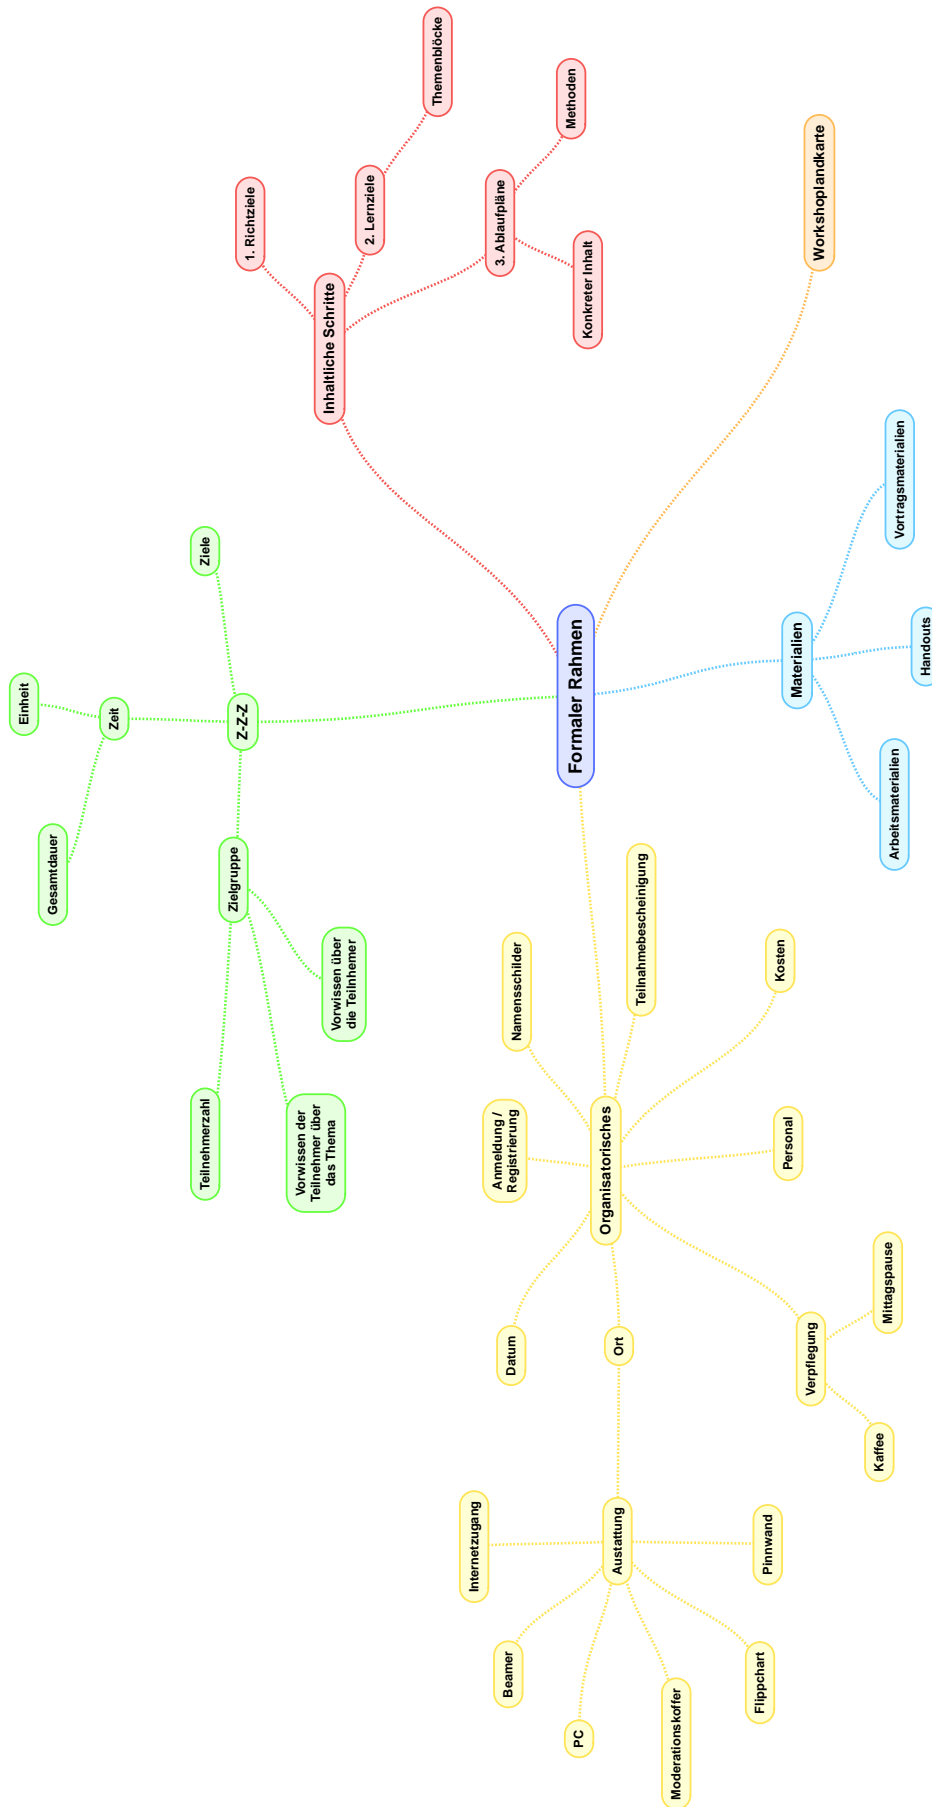 Formaler Rahmen
Inhaltliche Schritte
1. Richtziele
2. Lernziele
Themenblöcke
3. Ablaufpläne
Methoden
Konkreter Inhalt
Workshoplandkarte
Materialien
Vortragsmaterialien
Handouts
Arbeitsmaterialien
Z-Z-Z
Ziele
Zeit
Einheit
Gesamtdauer
Zielgruppe
Teilnehmerzahl
Vorwissen der
Teilnehmer über
das Thema
Vorwissen über
die Teilnhemer
Organisatorisches
Namensschilder
Teilnahmebescheinigung
Anmeldung /
Registrierung
Kosten
Personal
Datum
Ort
Verpflegung
Mittagspause
Kaffee
Austattung
Internetzugang
Beamer
PC
Moderationskoffer
Flippchart
Pinnwand